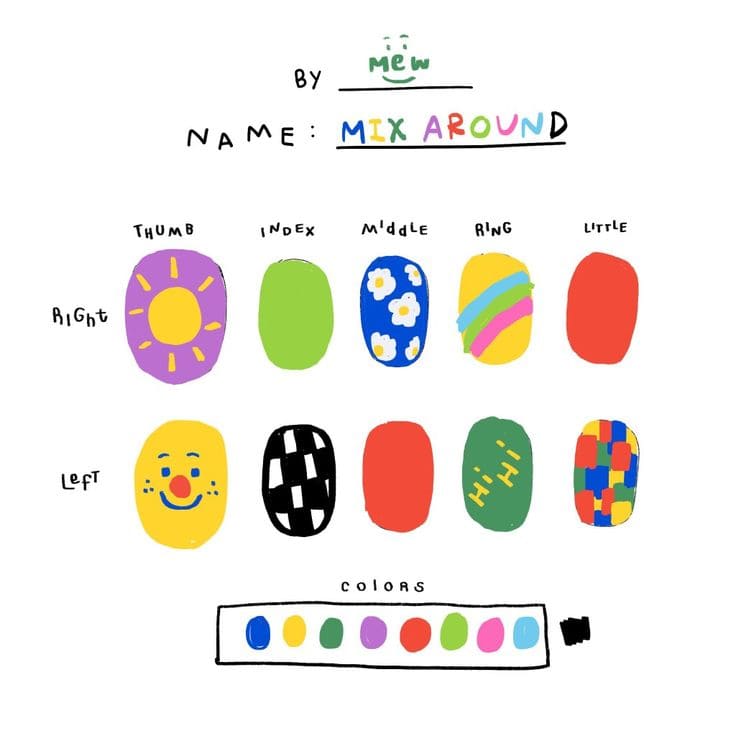 BY Mew
NAME: MIX AROUND
THUMB INDEX MIddLE RING LITTLE
RIGht
LefT
Hi Hi
COLORS